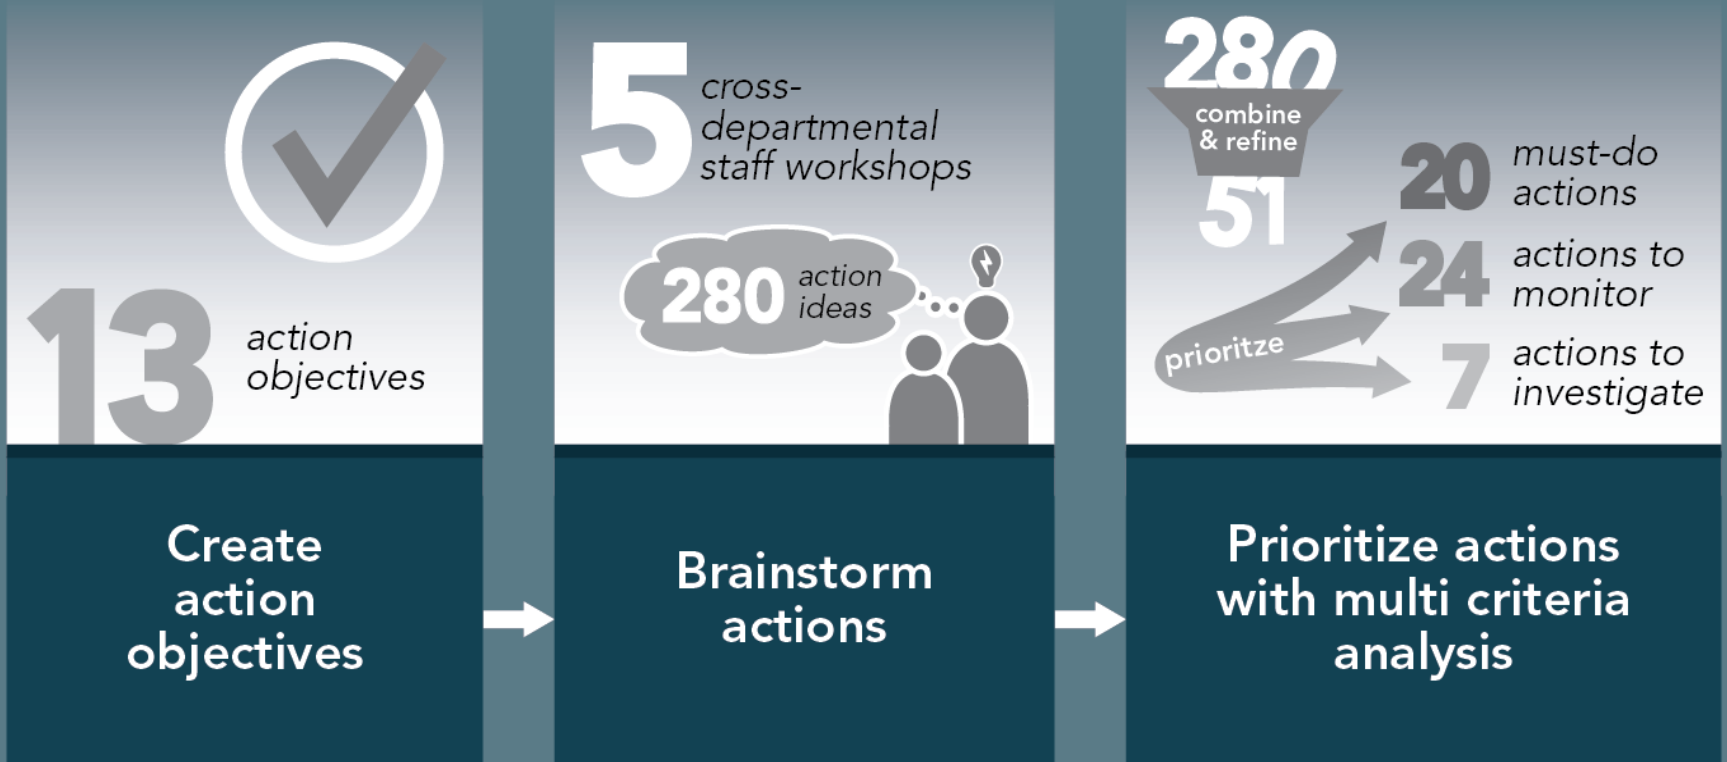 13
action
objectives
Create
action
objectives
5
cross-
departmental
staff workshops
280
action
ideas
Brainstorm
actions
280
combine
& refine
51
prioritze
20
must-do
actions
24
actions to
monitor
7
actions to
investigate
Prioritize actions
with multi criteria
analysis